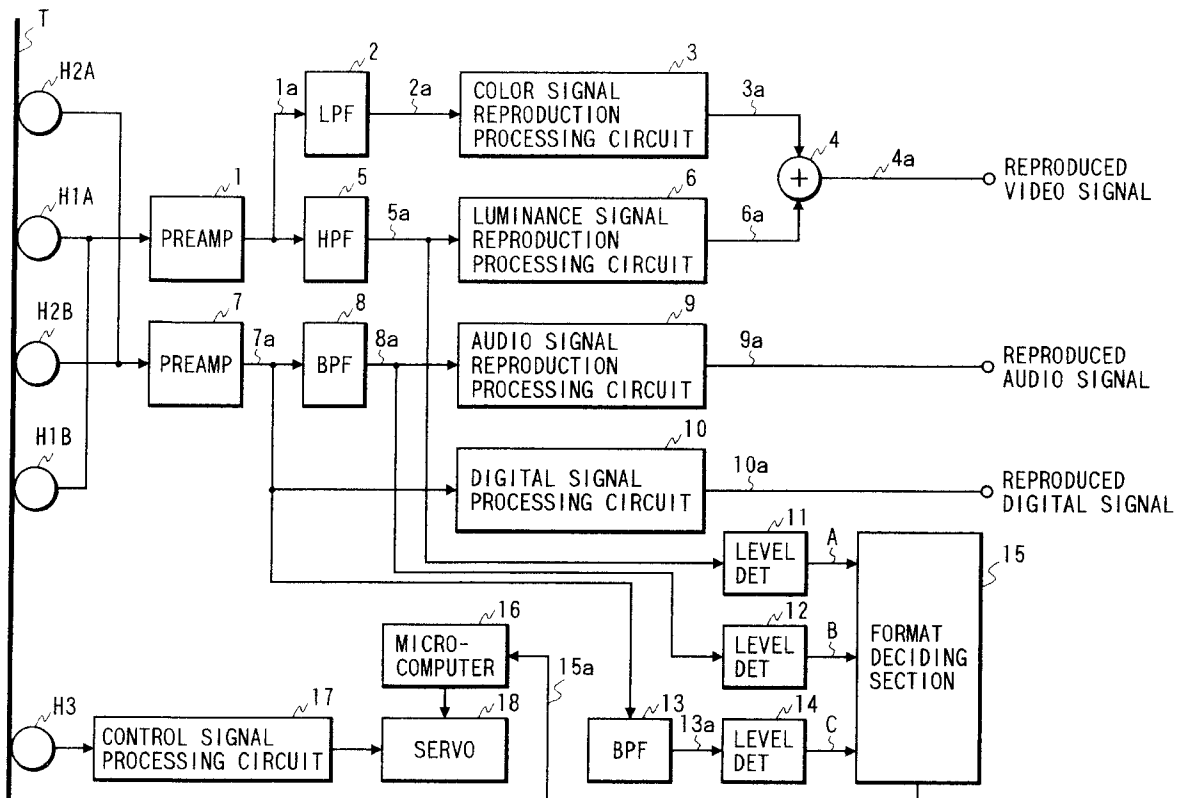 T
H2A
2
3
1a
2a
LPF
COLOR SIGNAL
REPRODUCTION
PROCESSING CIRCUIT
3a
4
+
4a
REPRODUCED
VIDEO SIGNAL
H1A
1
PREAMP
5
HPF
5a
6
LUMINANCE SIGNAL
REPRODUCTION
PROCESSING CIRCUIT
6a
H2B
7
PREAMP
7a
8
BPF
8a
9
AUDIO SIGNAL
REPRODUCTION
PROCESSING CIRCUIT
9a
REPRODUCED
AUDIO SIGNAL
H1B
10
DIGITAL SIGNAL
PROCESSING CIRCUIT
10a
REPRODUCED
DIGITAL SIGNAL
11
LEVEL
DET
A
15
FORMAT
DECIDING
SECTION
16
MICRO-
COMPUTER
15a
12
LEVEL
DET
B
H3
17
CONTROL SIGNAL
PROCESSING CIRCUIT
18
SERVO
13
BPF
13a
14
LEVEL
DET
C